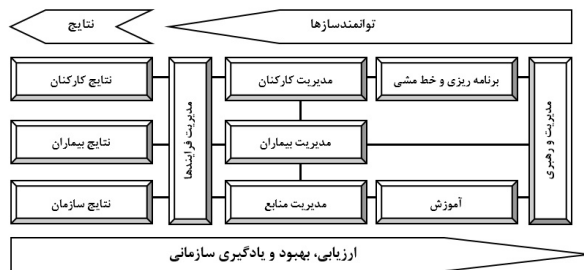 توانمندسازها
نتایج
مدیریت و رهبری
برنامه ریزی و خط مشی
مدیریت کارکنان
مدیریت فرایندها
نتایج کارکنان
مدیریت بیماران
نتایج بیماران
آموزش
مدیریت منابع
نتایج سازمان
ارزیابی، بهبود و یادگیری سازمانی